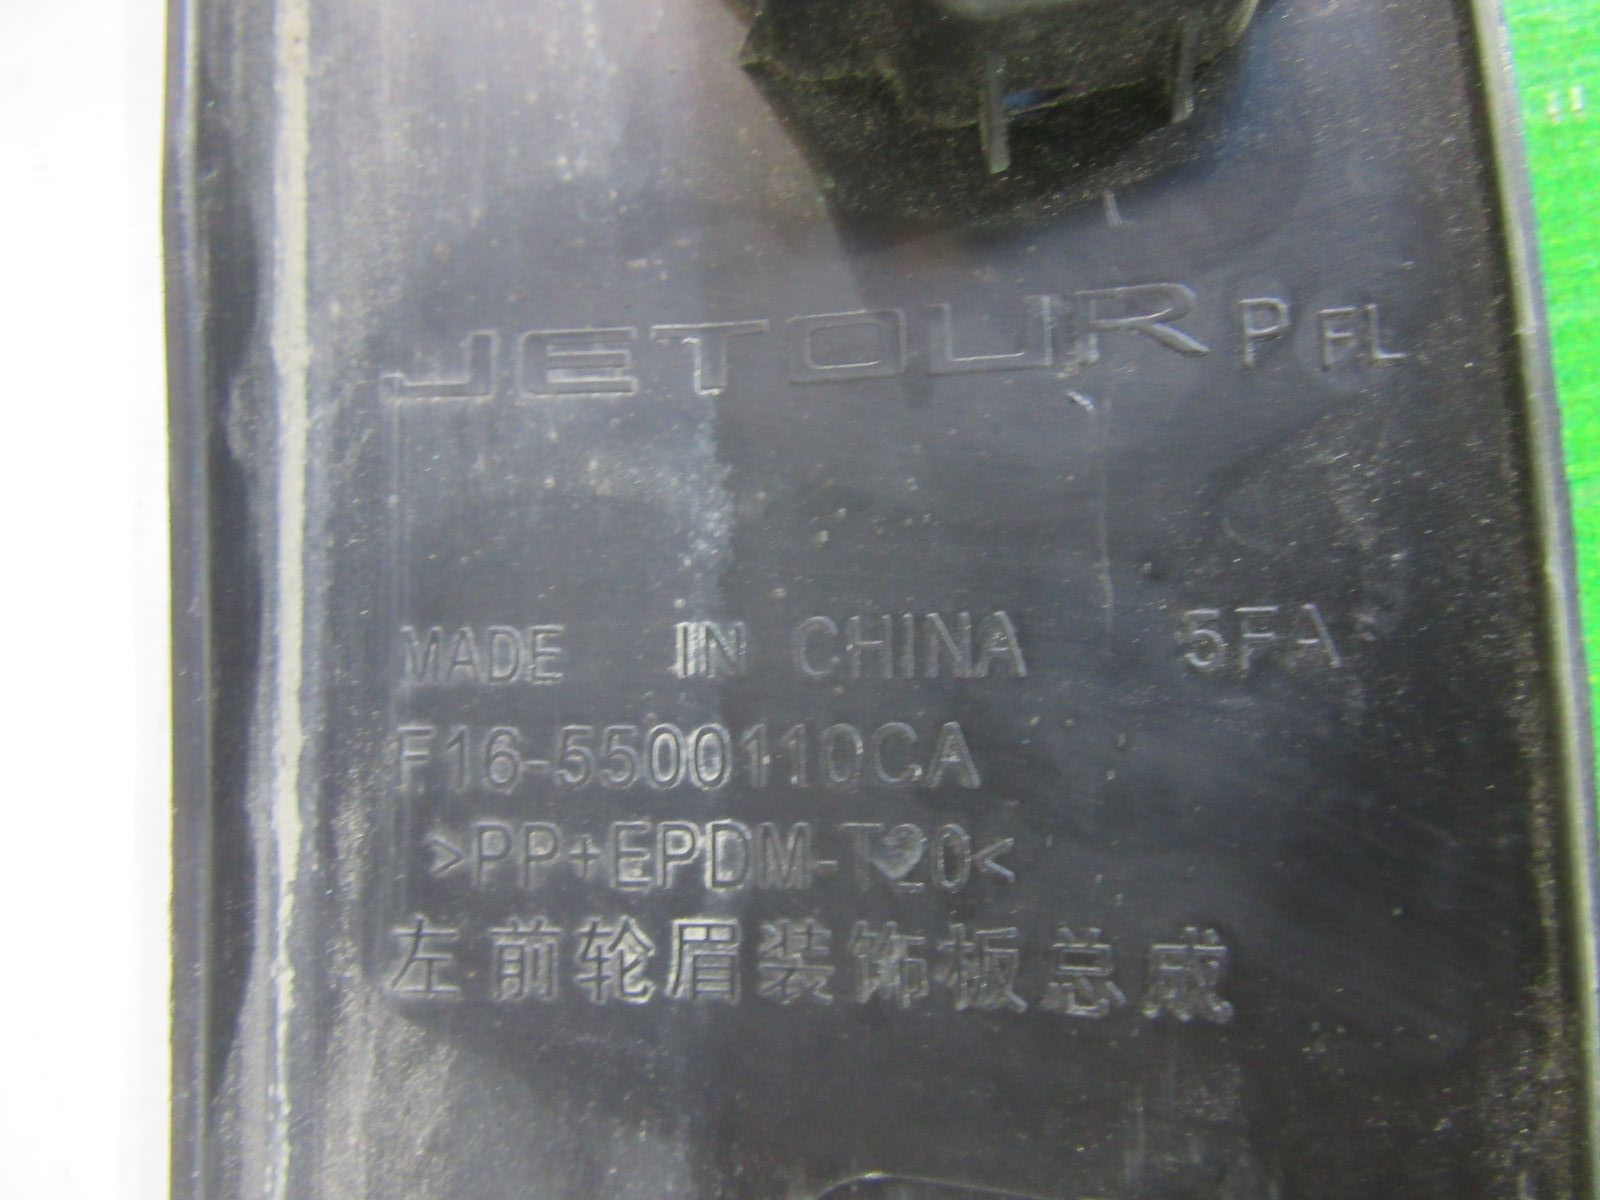 JETOUR P FL
MADE IN CHINA 5FA
F16-5500110CA
>PP+EPDM-T20<
左前轮眉装饰板总成